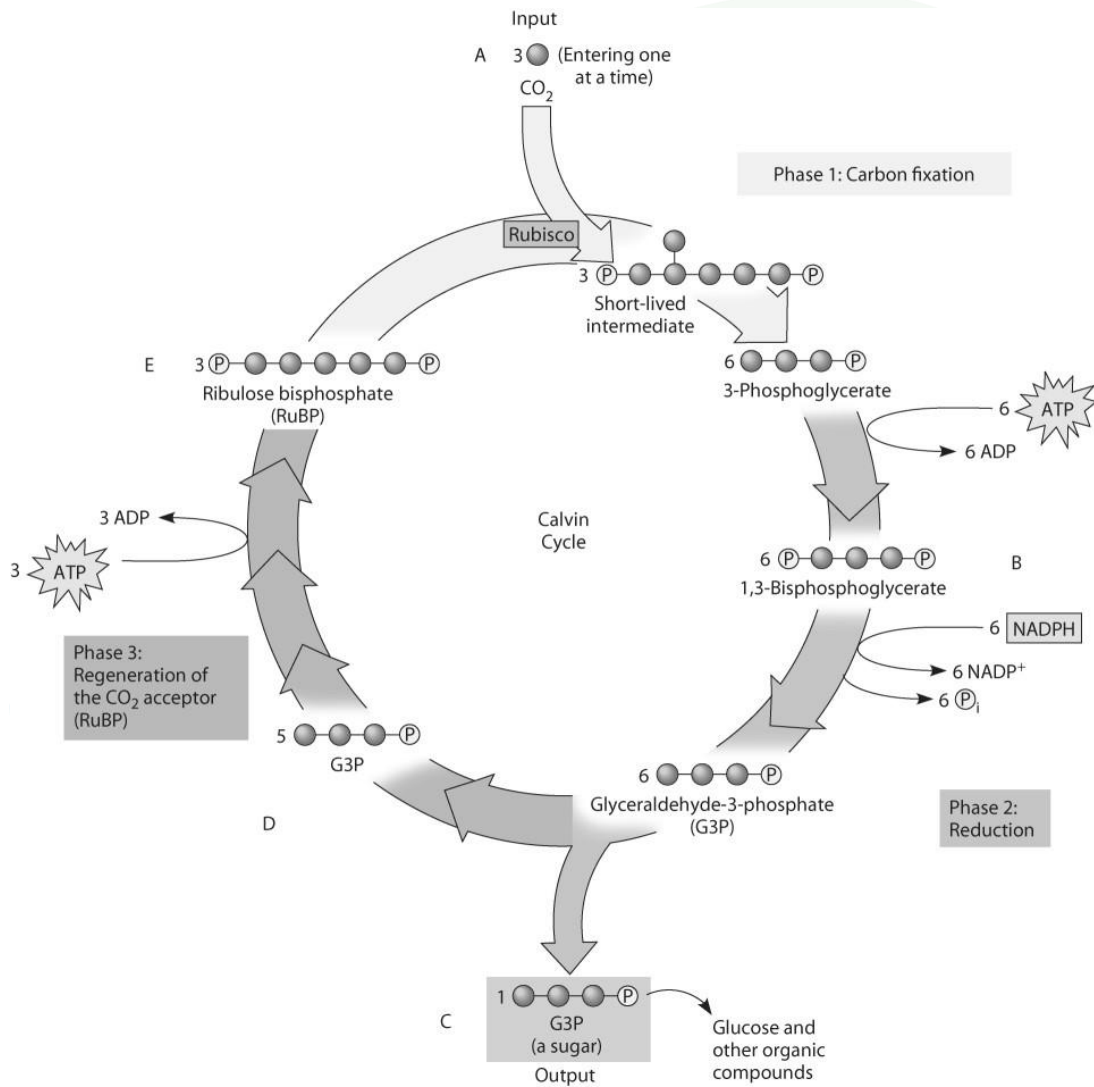 Input
A 3 (Entering one
at a time)
CO₂
Phase 1: Carbon fixation
Rubisco
3 P P
Short-lived
intermediate
E 3 P P
Ribulose bisphosphate
(RuBP)
6 P
3-Phosphoglycerate
6 ATP
6 ADP
Calvin
Cycle
3 ADP
3 ATP
6 P P
1,3-Bisphosphoglycerate
B
6 NADPH
6 NADP⁺
6 Pᵢ
Phase 3:
Regeneration of
the CO₂ acceptor
(RuBP)
5 P
G3P
6 P
Glyceraldehyde-3-phosphate
(G3P)
Phase 2:
Reduction
D
C
1 P
G3P
(a sugar)
Output
Glucose and
other organic
compounds